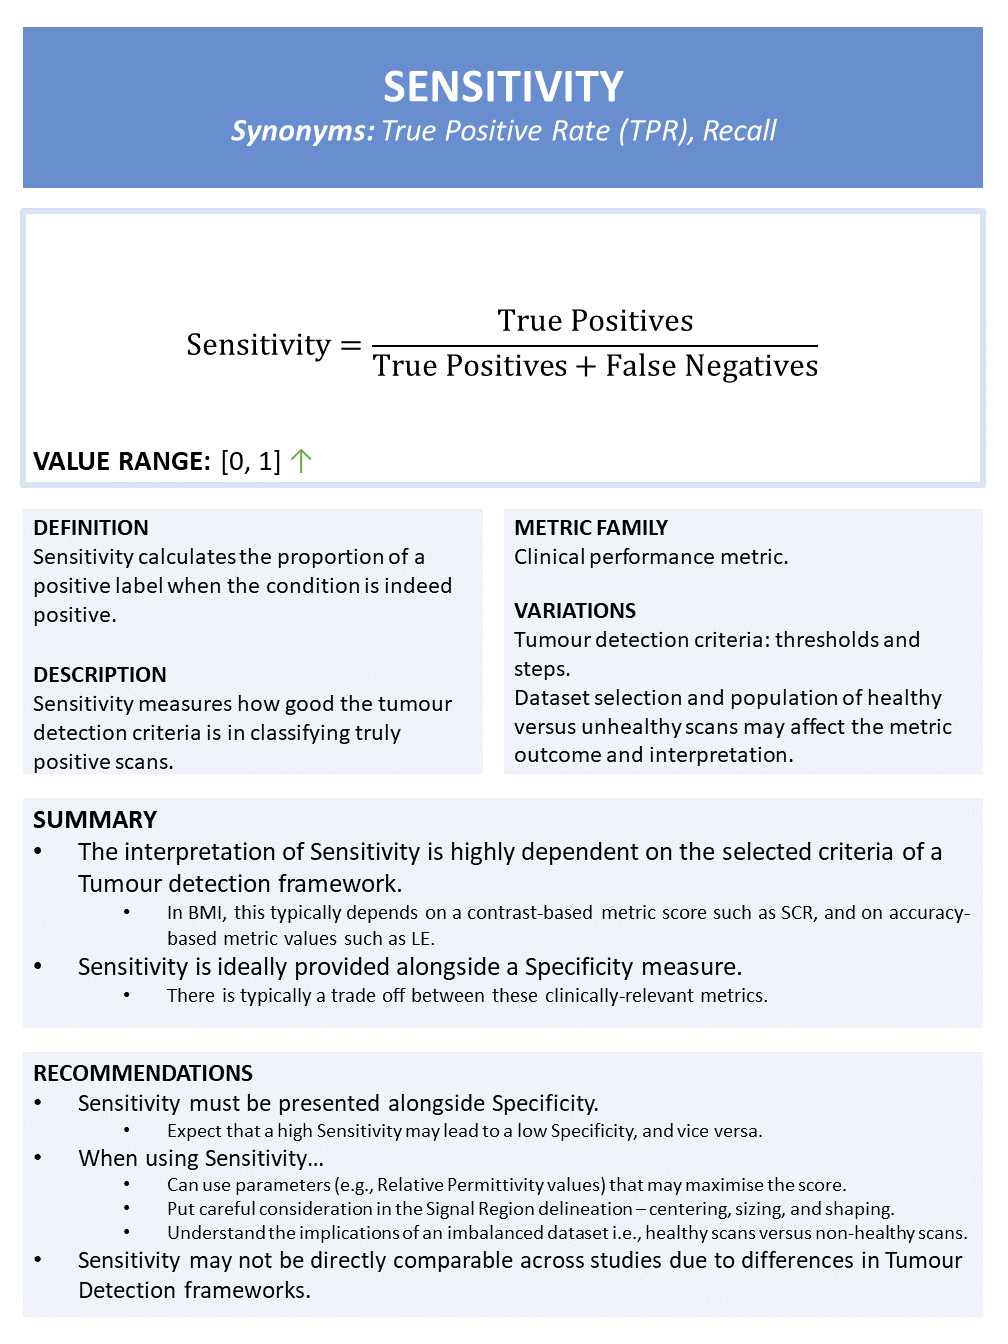 SENSITIVITY
Synonyms: True Positive Rate (TPR), Recall
Sensitivity = True Positives / True Positives + False Negatives
VALUE RANGE: [0, 1] ↑
DEFINITION
Sensitivity calculates the proportion of a
positive label when the condition is indeed
positive.
DESCRIPTION
Sensitivity measures how good the tumour
detection criteria is in classifying truly
positive scans.
METRIC FAMILY
Clinical performance metric.
VARIATIONS
Tumour detection criteria: thresholds and
steps.
Dataset selection and population of healthy
versus unhealthy scans may affect the metric
outcome and interpretation.
SUMMARY
• The interpretation of Sensitivity is highly dependent on the selected criteria of a
Tumour detection framework.
• In BMI, this typically depends on a contrast-based metric score such as SCR, and on accuracy-
based metric values such as LE.
• Sensitivity is ideally provided alongside a Specificity measure.
• There is typically a trade off between these clinically-relevant metrics.
RECOMMENDATIONS
• Sensitivity must be presented alongside Specificity.
• Expect that a high Sensitivity may lead to a low Specificity, and vice versa.
• When using Sensitivity…
• Can use parameters (e.g., Relative Permittivity values) that may maximise the score.
• Put careful consideration in the Signal Region delineation – centering, sizing, and shaping.
• Understand the implications of an imbalanced dataset i.e., healthy scans versus non-healthy scans.
• Sensitivity may not be directly comparable across studies due to differences in Tumour
Detection frameworks.